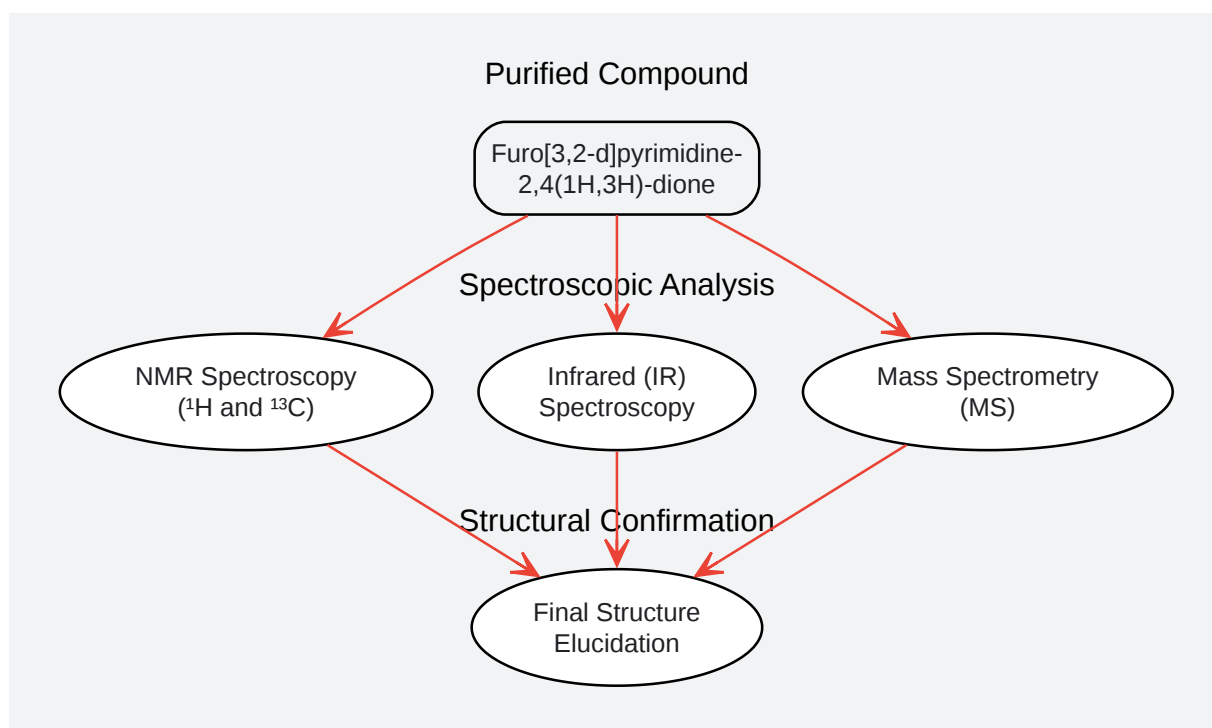 Purified Compound
Furo[3,2-d]pyrimidine-
2,4(1H,3H)-dione
Spectroscopic Analysis
NMR Spectroscopy
(¹H and ¹³C)
Infrared (IR)
Spectroscopy
Mass Spectrometry
(MS)
Structural Confirmation
Final Structure
Elucidation